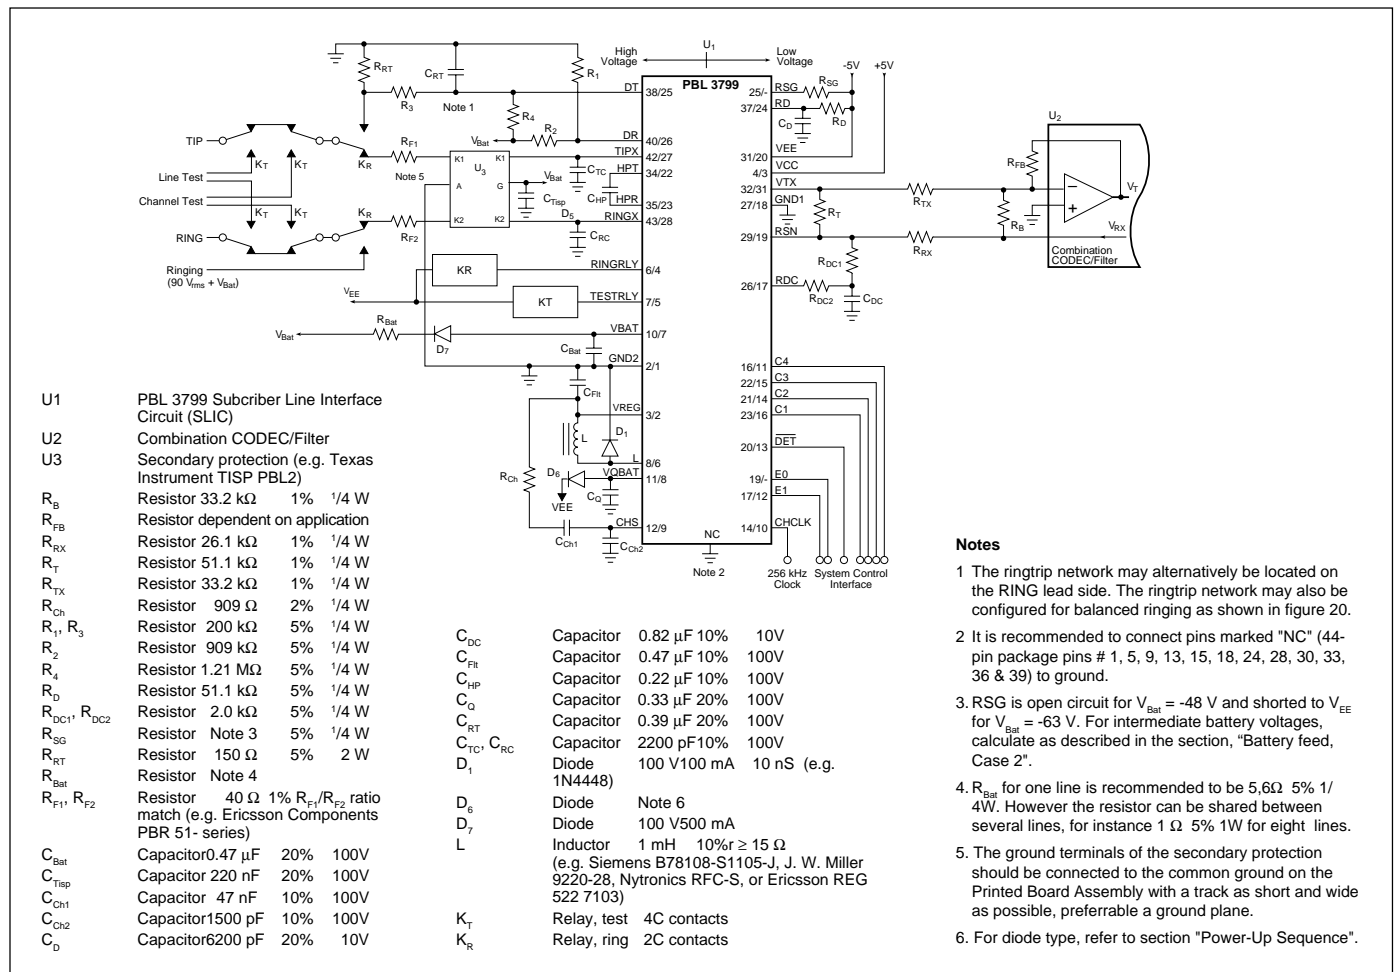 U1
High
Voltage
Low
Voltage
-5V
+5V
PBL 3799
RRT
CRT
R1
R3
Note 1
R4
VBat
R2
DT
38/25
DR
40/26
TIPX
42/27
HPT
34/22
35/23
HPR
RINGX
43/28
RINGRLY
6/4
TESTRLY
7/5
VBAT
10/7
GND2
2/1
VREG
3/2
L
8/6
VQBAT
11/8
CHS
12/9
NC
Note 2
25/-
RSG
RSG
37/24
RD
CD
RD
VEE
31/20
VCC
4/3
VTX
32/31
GND1
27/18
RSN
29/19
RDC
26/17
C4
16/11
C3
22/15
C2
21/14
C1
23/16
DET
20/13
E0
19/-
E1
17/12
CHCLK
14/10
256 kHz
Clock
System Control
Interface
TIP
KT
KT
KR
RF1
Note 5
Line Test
Channel Test
KT
KT
KR
RF2
RING
Ringing
(90 Vrms + VBat)
K1
K1
U3
A
G
K2
K2
VBat
CTisp
D5
CTC
CHP
CRC
KR
VEE
KT
VBat
RBat
D7
CBat
CFlt
L
D1
RCh
D6
VEE
CQ
CCh1
CCh2
RT
RTX
RRX
RB
RDC1
RDC2
CDC
U2
RFB
−
+
VT
VRX
Combination
CODEC/Filter
U1 PBL 3799 Subcriber Line Interface
Circuit (SLIC)
U2 Combination CODEC/Filter
U3 Secondary protection (e.g. Texas
Instrument TISP PBL2)
RB Resistor 33.2 kΩ 1% 1/4 W
RFB Resistor dependent on application
RRX Resistor 26.1 kΩ 1% 1/4 W
RT Resistor 51.1 kΩ 1% 1/4 W
RTX Resistor 33.2 kΩ 1% 1/4 W
RCh Resistor 909 Ω 2% 1/4 W
R1, R3 Resistor 200 kΩ 5% 1/4 W
R2 Resistor 909 kΩ 5% 1/4 W
R4 Resistor 1.21 MΩ 5% 1/4 W
RD Resistor 51.1 kΩ 5% 1/4 W
RDC1, RDC2 Resistor 2.0 kΩ 5% 1/4 W
RSG Resistor Note 3 5% 1/4 W
RRT Resistor 150 Ω 5% 2 W
RBat Resistor Note 4
RF1, RF2 Resistor 40 Ω 1% RF1/RF2 ratio
match (e.g. Ericsson Components
PBR 51- series)
CBat Capacitor0.47 µF 20% 100V
CTisp Capacitor 220 nF 20% 100V
CCh1 Capacitor 47 nF 10% 100V
CCh2 Capacitor1500 pF 10% 100V
CD Capacitor6200 pF 20% 10V
CDC Capacitor 0.82 µF 10% 10V
CFlt Capacitor 0.47 µF 10% 100V
CHP Capacitor 0.22 µF 10% 100V
CQ Capacitor 0.33 µF 20% 100V
CRT Capacitor 0.39 µF 20% 100V
CTC, CRC Capacitor 2200 pF10% 100V
D1 Diode 100 V100 mA 10 nS (e.g.
1N4448)
D6 Diode Note 6
D7 Diode 100 V500 mA
L Inductor 1 mH 10%r ≥ 15 Ω
(e.g. Siemens B78108-S1105-J, J. W. Miller
9220-28, Nytronics RFC-S, or Ericsson REG
522 7103)
KT Relay, test 4C contacts
KR Relay, ring 2C contacts
Notes
1 The ringtrip network may alternatively be located on
the RING lead side. The ringtrip network may also be
configured for balanced ringing as shown in figure 20.
2 It is recommended to connect pins marked "NC" (44-
pin package pins # 1, 5, 9, 13, 15, 18, 24, 28, 30, 33,
36 & 39) to ground.
3. RSG is open circuit for VBat = -48 V and shorted to VEE
for VBat = -63 V. For intermediate battery voltages,
calculate as described in the section, “Battery feed,
Case 2".
4. RBat for one line is recommended to be 5,6Ω 5% 1/
4W. However the resistor can be shared between
several lines, for instance 1 Ω 5% 1W for eight lines.
5. The ground terminals of the secondary protection
should be connected to the common ground on the
Printed Board Assembly with a track as short and wide
as possible, preferrable a ground plane.
6. For diode type, refer to section "Power-Up Sequence".